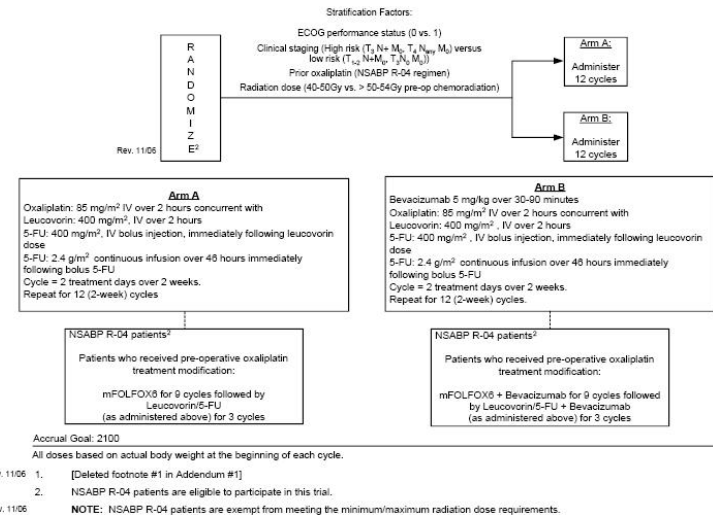 Stratification Factors:
ECOG performance status (0 vs. 1)
Clinical staging (High risk (T3 N+ M0, T4 Nany M0) versus
low risk (T1-2 N+M0, T3N0 M0))
Prior oxaliplatin (NSABP R-04 regimen)
Radiation dose (40-50Gy vs. > 50-54Gy pre-op chemoradiation)
R
A
N
D
O
M
I
Z
E2
Rev. 11/06
Arm A:
Administer
12 cycles
Arm B:
Administer
12 cycles
Arm A
Oxaliplatin: 85 mg/m2 IV over 2 hours concurrent with
Leucovorin: 400 mg/m2, IV over 2 hours
5-FU: 400 mg/m2, IV bolus injection, immediately following leucovorin
dose
5-FU: 2.4 g/m2 continuous infusion over 46 hours immediately
following bolus 5-FU
Cycle = 2 treatment days over 2 weeks.
Repeat for 12 (2-week) cycles
Arm B
Bevacizumab 5 mg/kg over 30-90 minutes
Oxaliplatin: 85 mg/m2 IV over 2 hours concurrent with
Leucovorin: 400 mg/m2 , IV over 2 hours
5-FU: 400 mg/m2 , IV bolus injection, immediately following leucovorin
dose
5-FU: 2.4 g/m2 continuous infusion over 46 hours immediately
following bolus 5-FU
Cycle = 2 treatment days over 2 weeks.
Repeat for 12 (2-week) cycles.
NSABP R-04 patients2
Patients who received pre-operative oxaliplatin
treatment modification:
mFOLFOX6 for 9 cycles followed by
Leucovorin/5-FU
(as administered above) for 3 cycles
NSABP R-04 patients2
Patients who received pre-operative oxaliplatin
treatment modification:
mFOLFOX6 + Bevacizumab for 9 cycles followed
by Leucovorin/5-FU + Bevacizumab
(as administered above) for 3 cycles
Accrual Goal: 2100
All doses based on actual body weight at the beginning of each cycle.
v. 11/06 1. [Deleted footnote #1 in Addendum #1]
2. NSABP R-04 patients are eligible to participate in this trial.
v. 11/06 NOTE: NSABP R-04 patients are exempt from meeting the minimum/maximum radiation dose requirements.